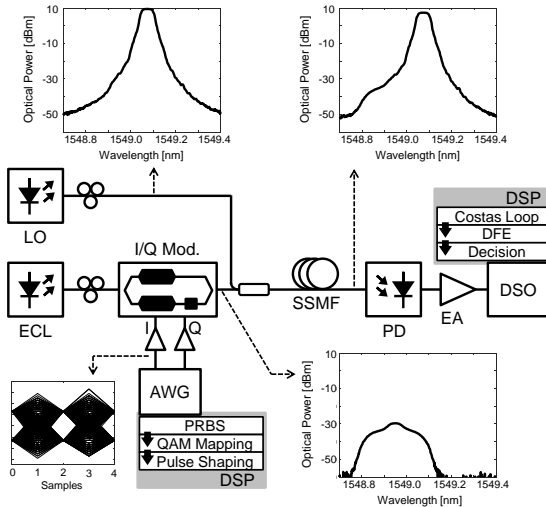 Optical Power [dBm]
10
-10
-30
-50
1548.8 1549.0 1549.2 1549.4
Wavelength [nm]
Optical Power [dBm]
10
-10
-30
-50
1548.8 1549.0 1549.2 1549.4
Wavelength [nm]
LO
DSP
Costas Loop
DFE
Decision
I/Q Mod.
ECL
SSMF
PD
EA
DSO
I
Q
AWG
PRBS
QAM Mapping
Pulse Shaping
DSP
0 1 2 3 4
Samples
Optical Power [dBm]
10
-10
-30
-50
1548.8 1549.0 1549.2 1549.4
Wavelength [nm]